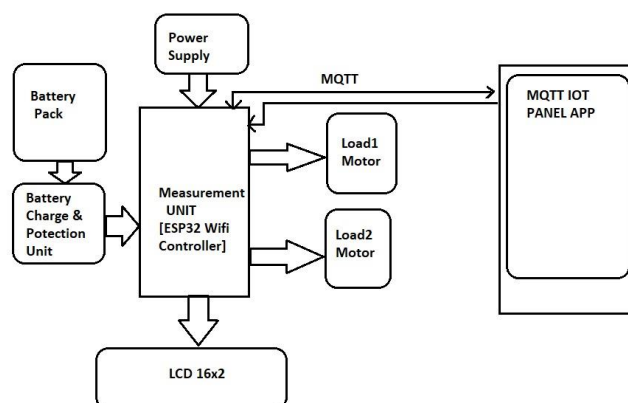 Power
Supply
MQTT
MQTT IOT
PANEL APP
Battery
Pack
Load1
Motor
Battery
Charge &
Potection
Unit
Measurement
UNIT
[ESP32 Wifi
Controller]
Load2
Motor
LCD 16x2